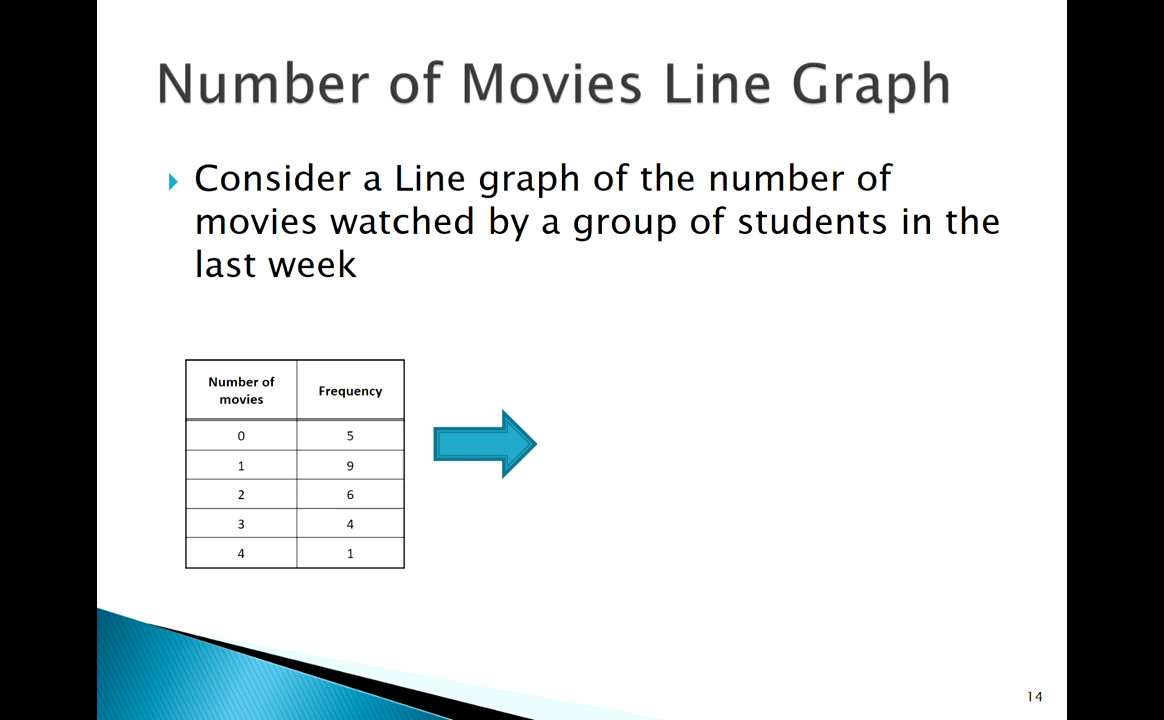 Number of Movies Line Graph
Consider a Line graph of the number of
movies watched by a group of students in the
last week
Number of
movies
Frequency
0 5
1 9
2 6
3 4
4 1
14